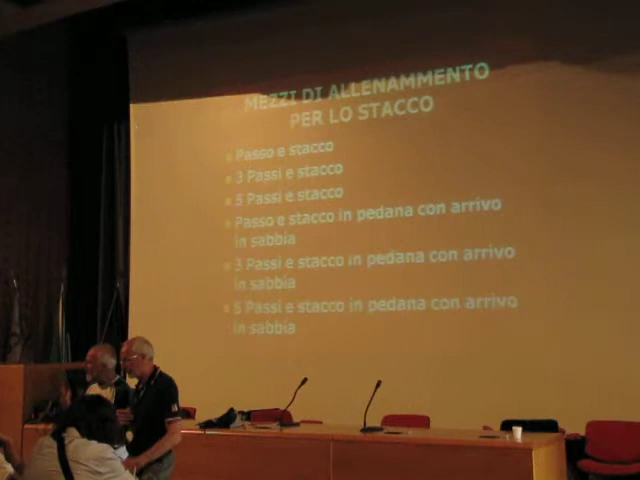 MEZZI DI ALLENAMMENTO
PER LO STACCO
Passo e stacco
3 Passi e stacco
5 Passi e stacco
Passo e stacco in pedana con arrivo
in sabbia
3 Passi e stacco in pedana con arrivo
in sabbia
5 Passi e stacco in pedana con arrivo
in sabbia